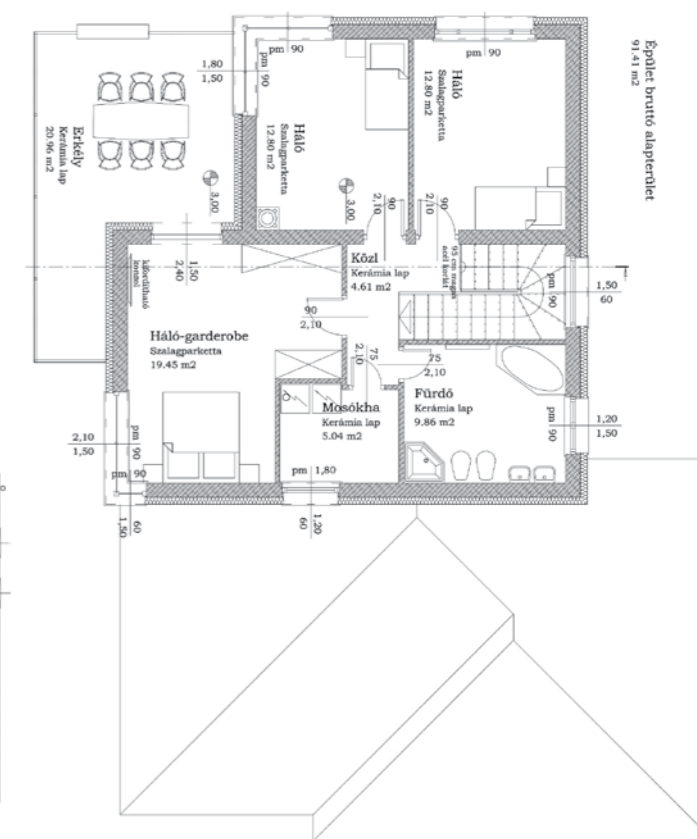 Épület bruttó alapterület
91.41 m2
pm 90
pm 90
1,80
1,50
pm
90
Háló
Szalagparketta
12.80 m2
Háló
Szalagparketta
12.80 m2
Erkély
Kerámia lap
20.96 m2
3,00
3,00
90
2,10
90
2,10
1,50
2,40
kifordítható
konzol
Közl
Kerámia lap
4.61 m2
95 cm magas
acél korlát
pm
90
1,50
60
90
2,10
Háló-garderobe
Szalagparketta
19.45 m2
75
2,10
75
2,10
Mosókha
Kerámia lap
5.04 m2
Fürdő
Kerámia lap
9.86 m2
pm
90
1,20
1,50
2,10
1,50
pm
90
pm 90
pm 1,80
60
1,50
1,20
60